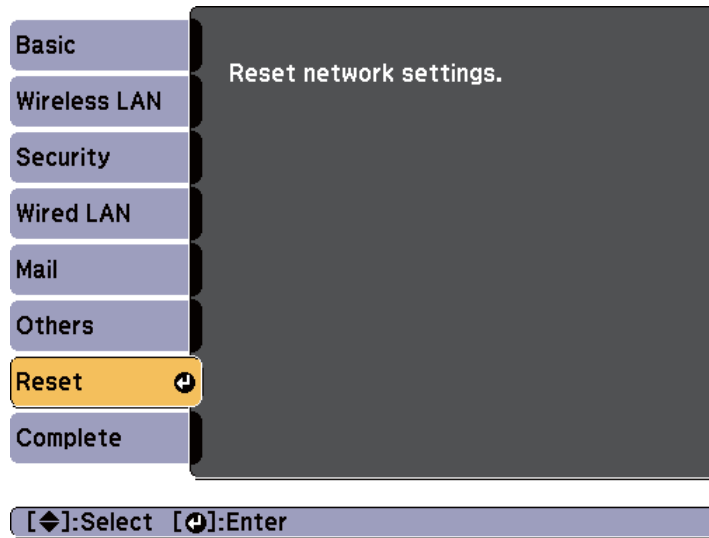 Basic
Wireless LAN
Security
Wired LAN
Mail
Others
Reset
Complete
Reset network settings.
[◆]:Select [⏎]:Enter